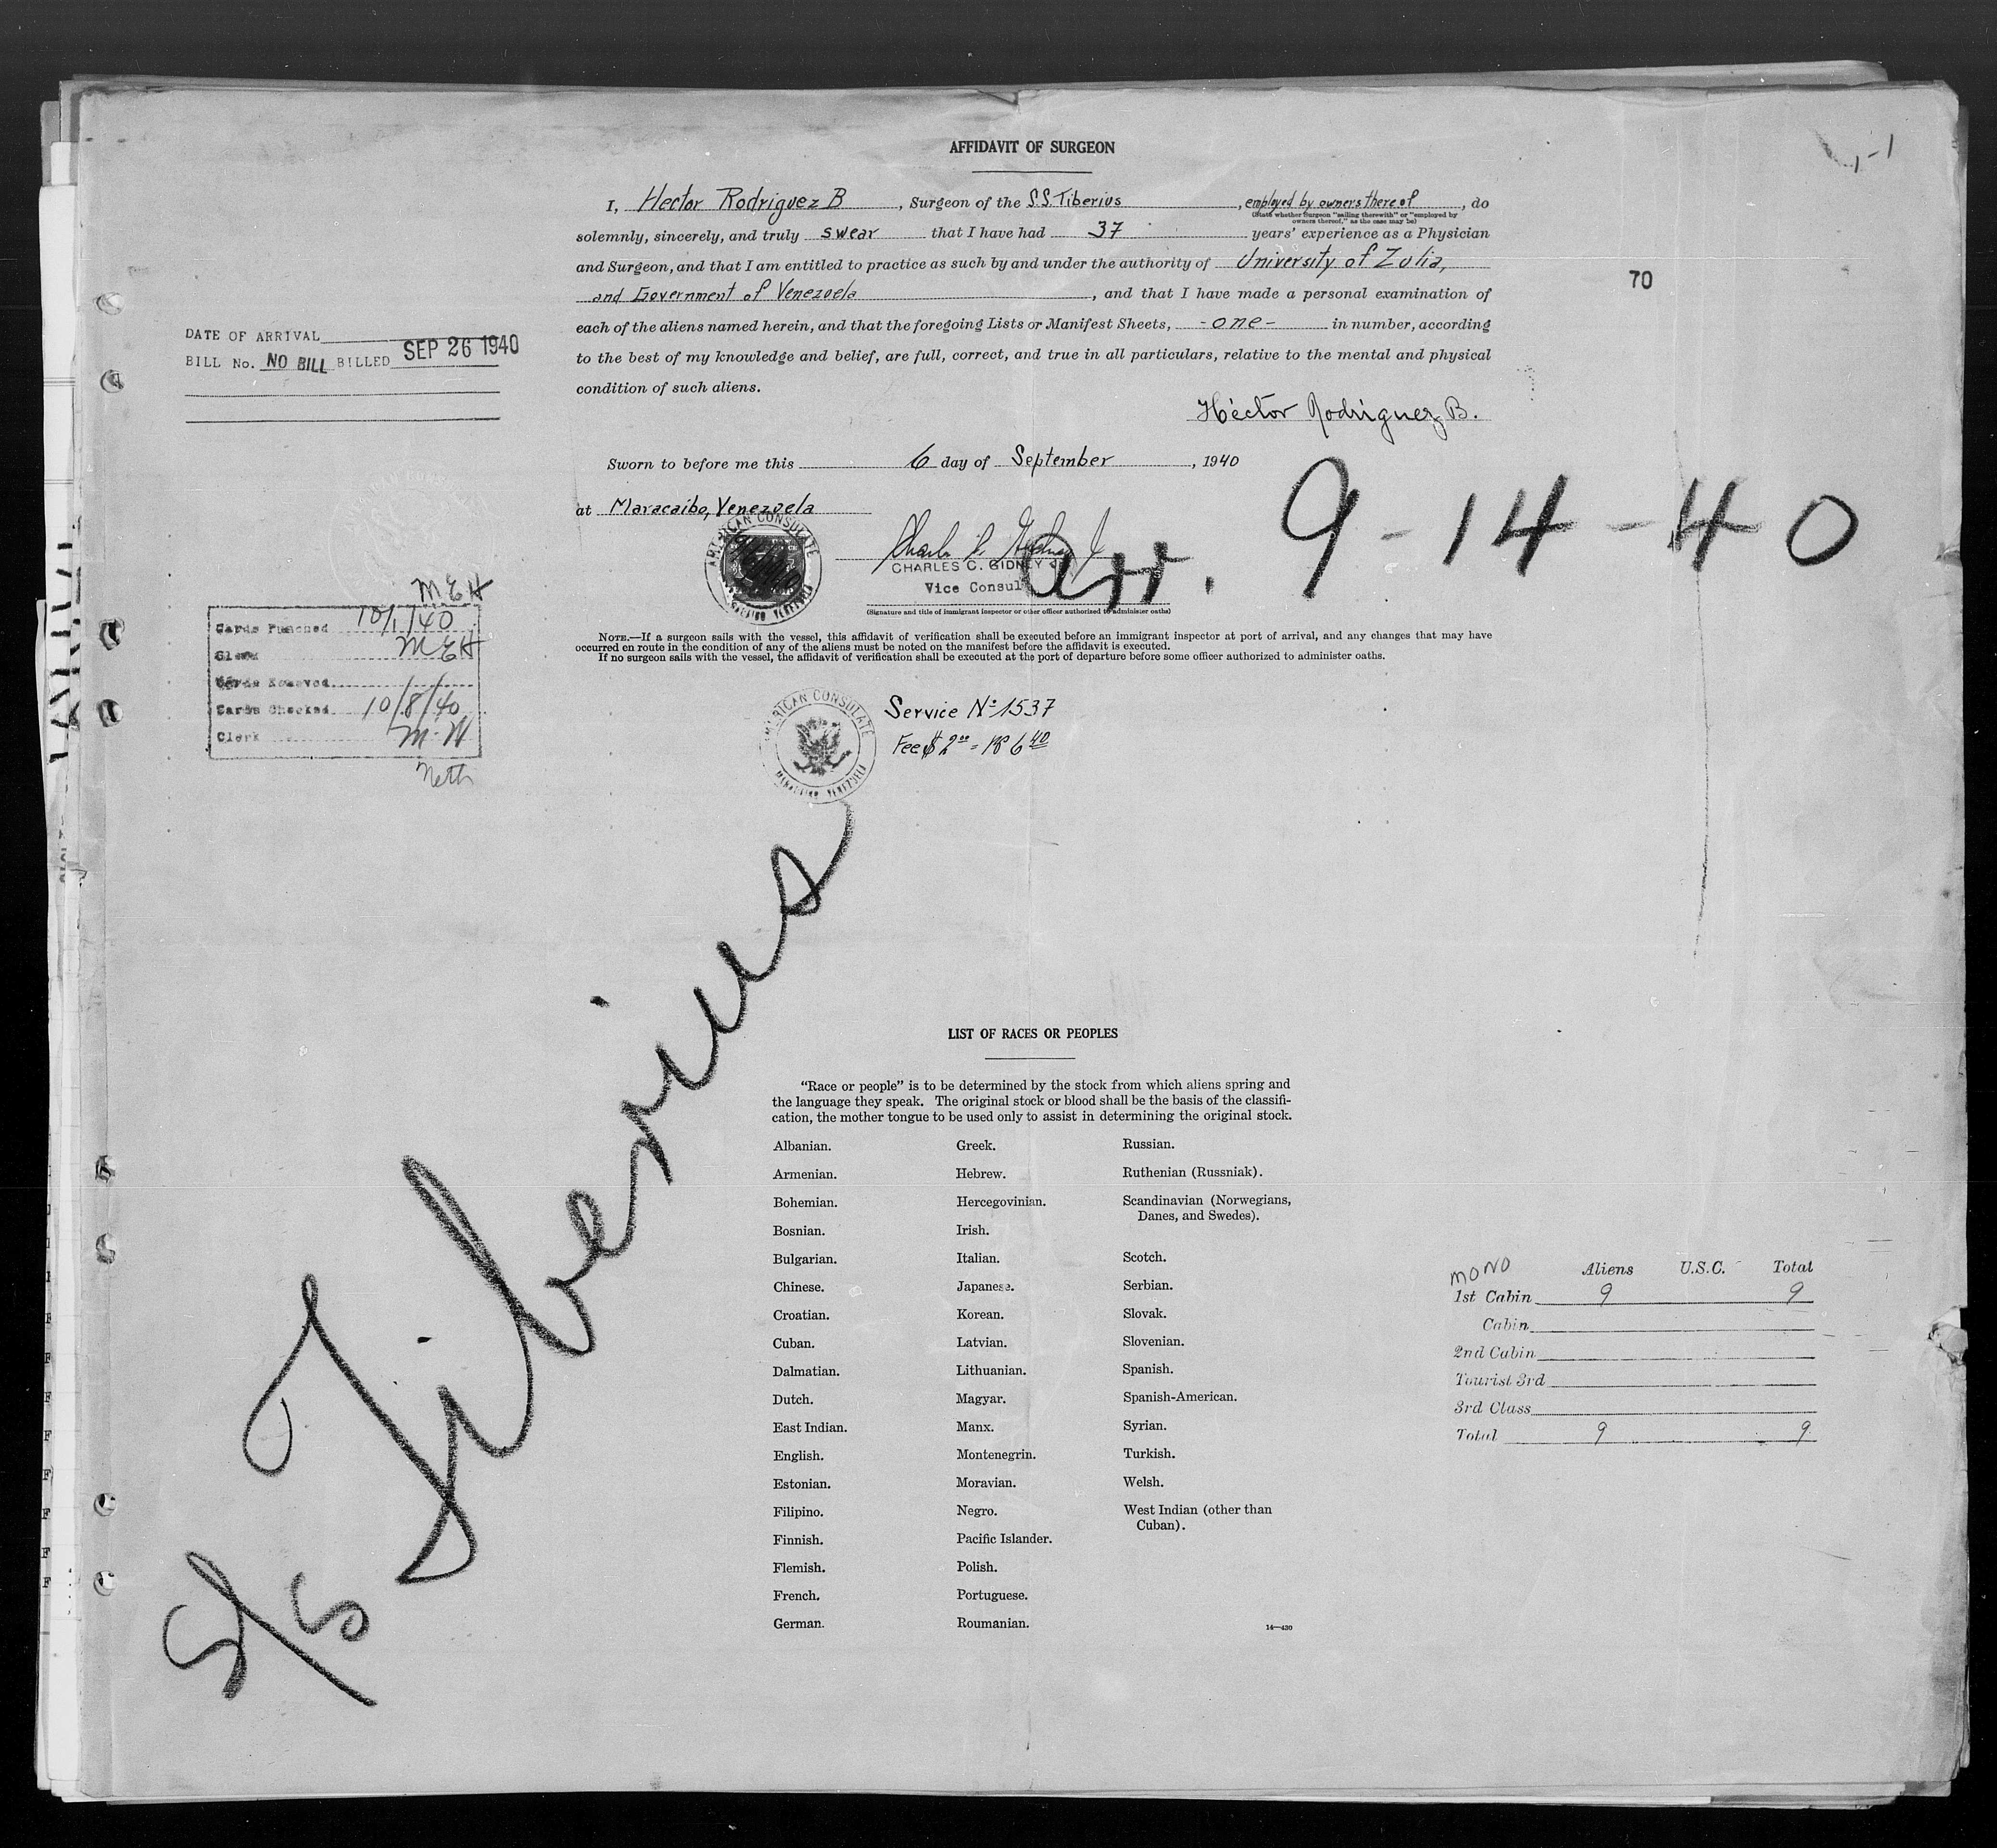 1-1
AFFIDAVIT OF SURGEON
I, Hector Rodriguez B, Surgeon of the S.S. Tiberius, employed by owners thereof, do
(State whether Surgeon "sailing therewith" or "employed by
owners thereof," as the case may be)
solemnly, sincerely, and truly swear that I have had 37 years' experience as a Physician
and Surgeon, and that I am entitled to practice as such by and under the authority of University of Zulia,
and Government of Venezuela, and that I have made a personal examination of
each of the aliens named herein, and that the foregoing Lists or Manifest Sheets, -one- in number, according
to the best of my knowledge and belief, are full, correct, and true in all particulars, relative to the mental and physical
condition of such aliens.
70
Héctor Rodriguez B.
DATE OF ARRIVAL
BILL No. NO BILL BILLED SEP 26 1940
Sworn to before me this 6 day of September, 1940
at Maracaibo, Venezuela
AMERICAN CONSULATE
MARACAIBO VENEZUELA
CHARLES C. GIDNEY JR
Vice Consul
(Signature and title of immigrant inspector or other officer authorized to administer oaths)
Arr. 9-14-40
NOTE.—If a surgeon sails with the vessel, this affidavit of verification shall be executed before an immigrant inspector at port of arrival, and any changes that may have
occurred en route in the condition of any of the aliens must be noted on the manifest before the affidavit is executed.
If no surgeon sails with the vessel, the affidavit of verification shall be executed at the port of departure before some officer authorized to administer oaths.
MEH
Cards Punched 10/1/40
Clerk MEH
Cards Removed
Cards Checked 10/8/40
Clerk M-W
Neth
AMERICAN CONSULATE
MARACAIBO VENEZUELA
Service Nº 1537
Fee $ 2 00 = Bs 6 40
S/S Tiberius
LIST OF RACES OR PEOPLES
"Race or people" is to be determined by the stock from which aliens spring and
the language they speak. The original stock or blood shall be the basis of the classifi-
cation, the mother tongue to be used only to assist in determining the original stock.
Albanian.
Armenian.
Bohemian.
Bosnian.
Bulgarian.
Chinese.
Croatian.
Cuban.
Dalmatian.
Dutch.
East Indian.
English.
Estonian.
Filipino.
Finnish.
Flemish.
French.
German.
Greek.
Hebrew.
Hercegovinian.
Irish.
Italian.
Japanese.
Korean.
Latvian.
Lithuanian.
Magyar.
Manx.
Montenegrin.
Moravian.
Negro.
Pacific Islander.
Polish.
Portuguese.
Roumanian.
Russian.
Ruthenian (Russniak).
Scandinavian (Norwegians,
Danes, and Swedes).
Scotch.
Serbian.
Slovak.
Slovenian.
Spanish.
Spanish-American.
Syrian.
Turkish.
Welsh.
West Indian (other than
Cuban).
14—430
MONO Aliens U.S.C. Total
1st Cabin 9 9
Cabin
2nd Cabin
Tourist 3rd
3rd Class
Total 9 9